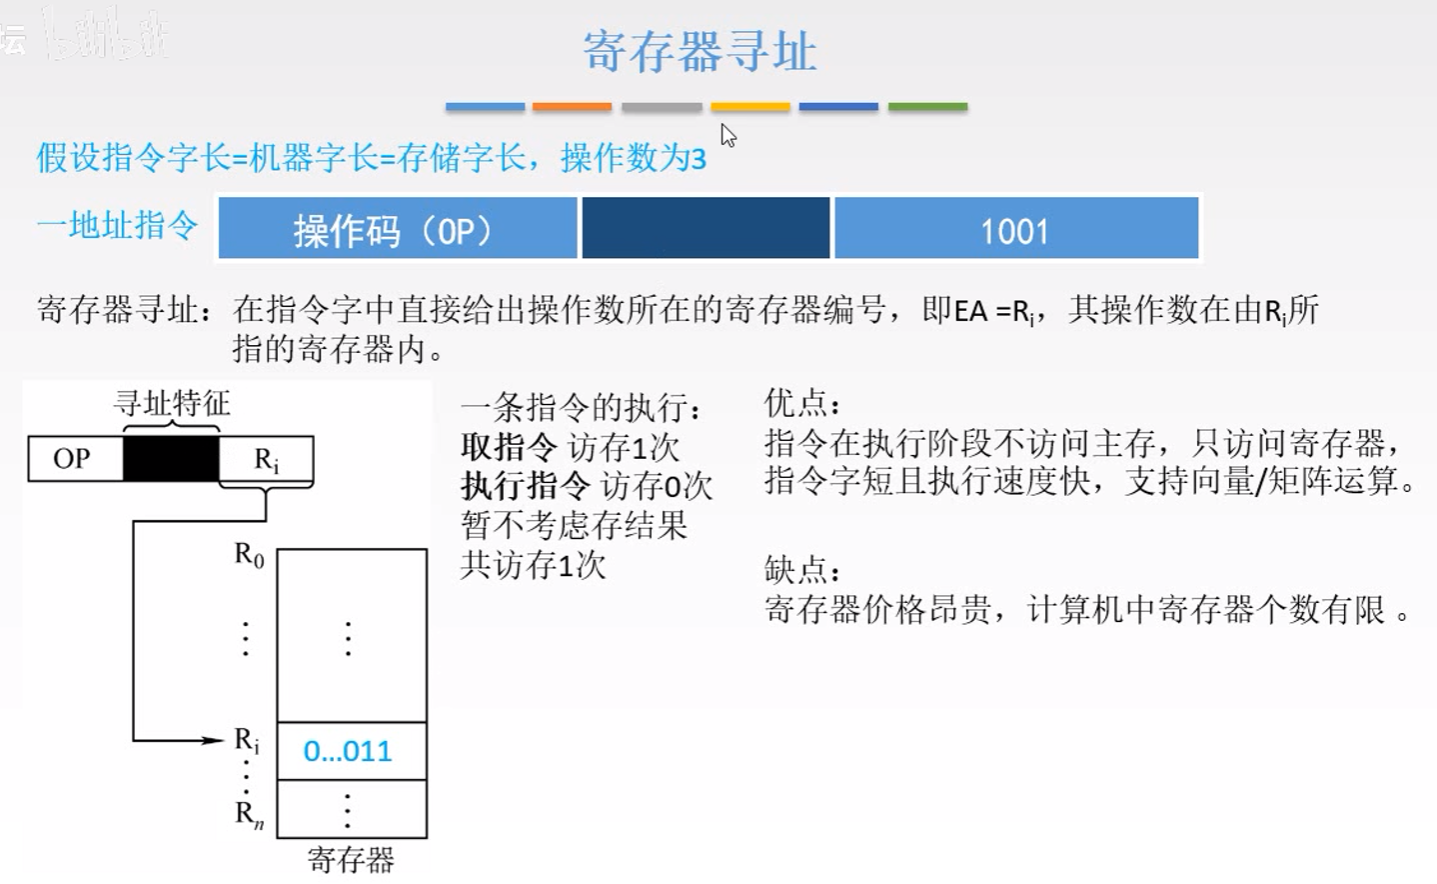 坛 bilibili
寄存器寻址
假设指令字长=机器字长=存储字长，操作数为3
一地址指令 操作码（OP） 1001
寄存器寻址：在指令字中直接给出操作数所在的寄存器编号，即EA =Ri，其操作数在由Ri所
指的寄存器内。
寻址特征
OP Ri
R0
⋮ ⋮
Ri 0...011
⋮
Rn ⋮
寄存器
一条指令的执行：
取指令 访存1次
执行指令 访存0次
暂不考虑存结果
共访存1次
优点：
指令在执行阶段不访问主存，只访问寄存器，
指令字短且执行速度快，支持向量/矩阵运算。
缺点：
寄存器价格昂贵，计算机中寄存器个数有限 。